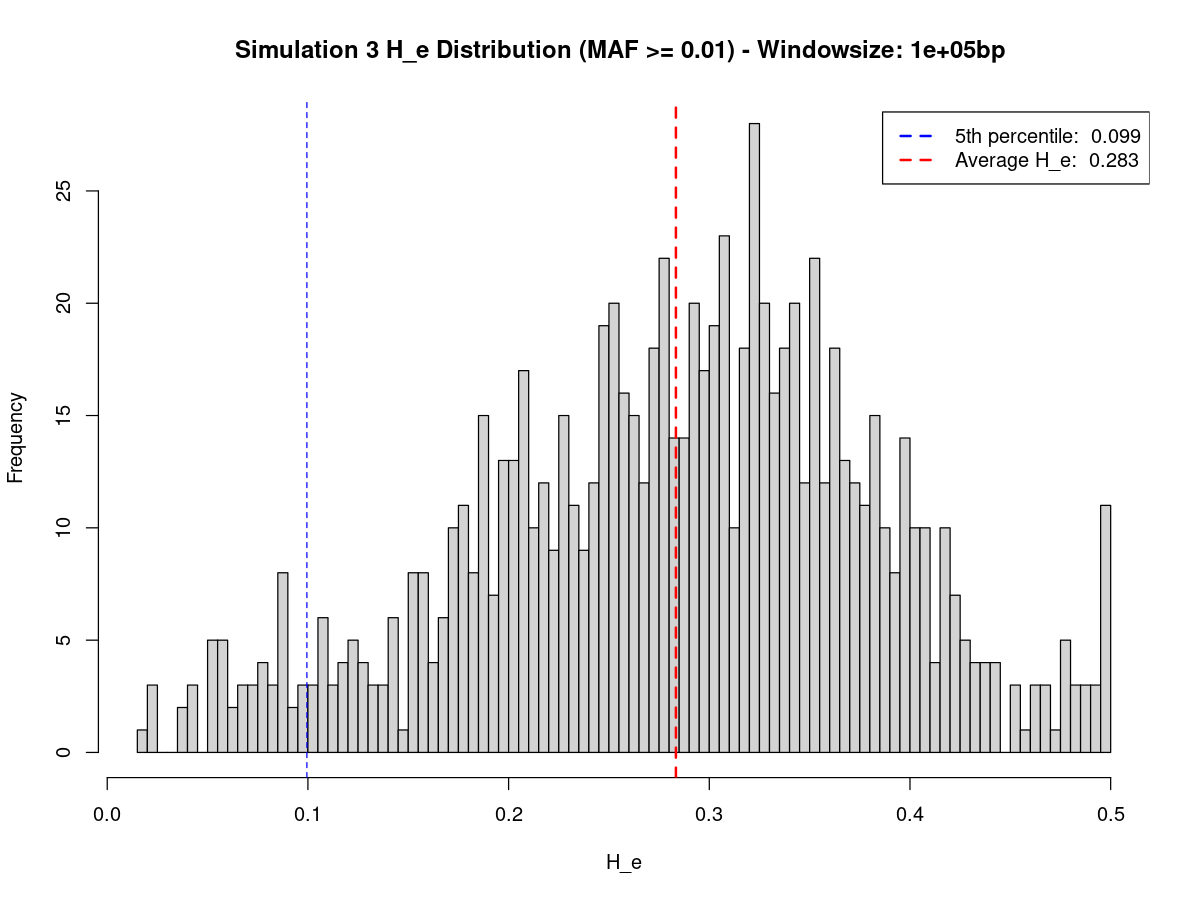 Simulation 3 H_e Distribution (MAF >= 0.01) - Windowsize: 1e+05bp
5th percentile: 0.099
Average H_e: 0.283
Frequency
25
20
15
10
5
0
0.0 0.1 0.2 0.3 0.4 0.5
H_e